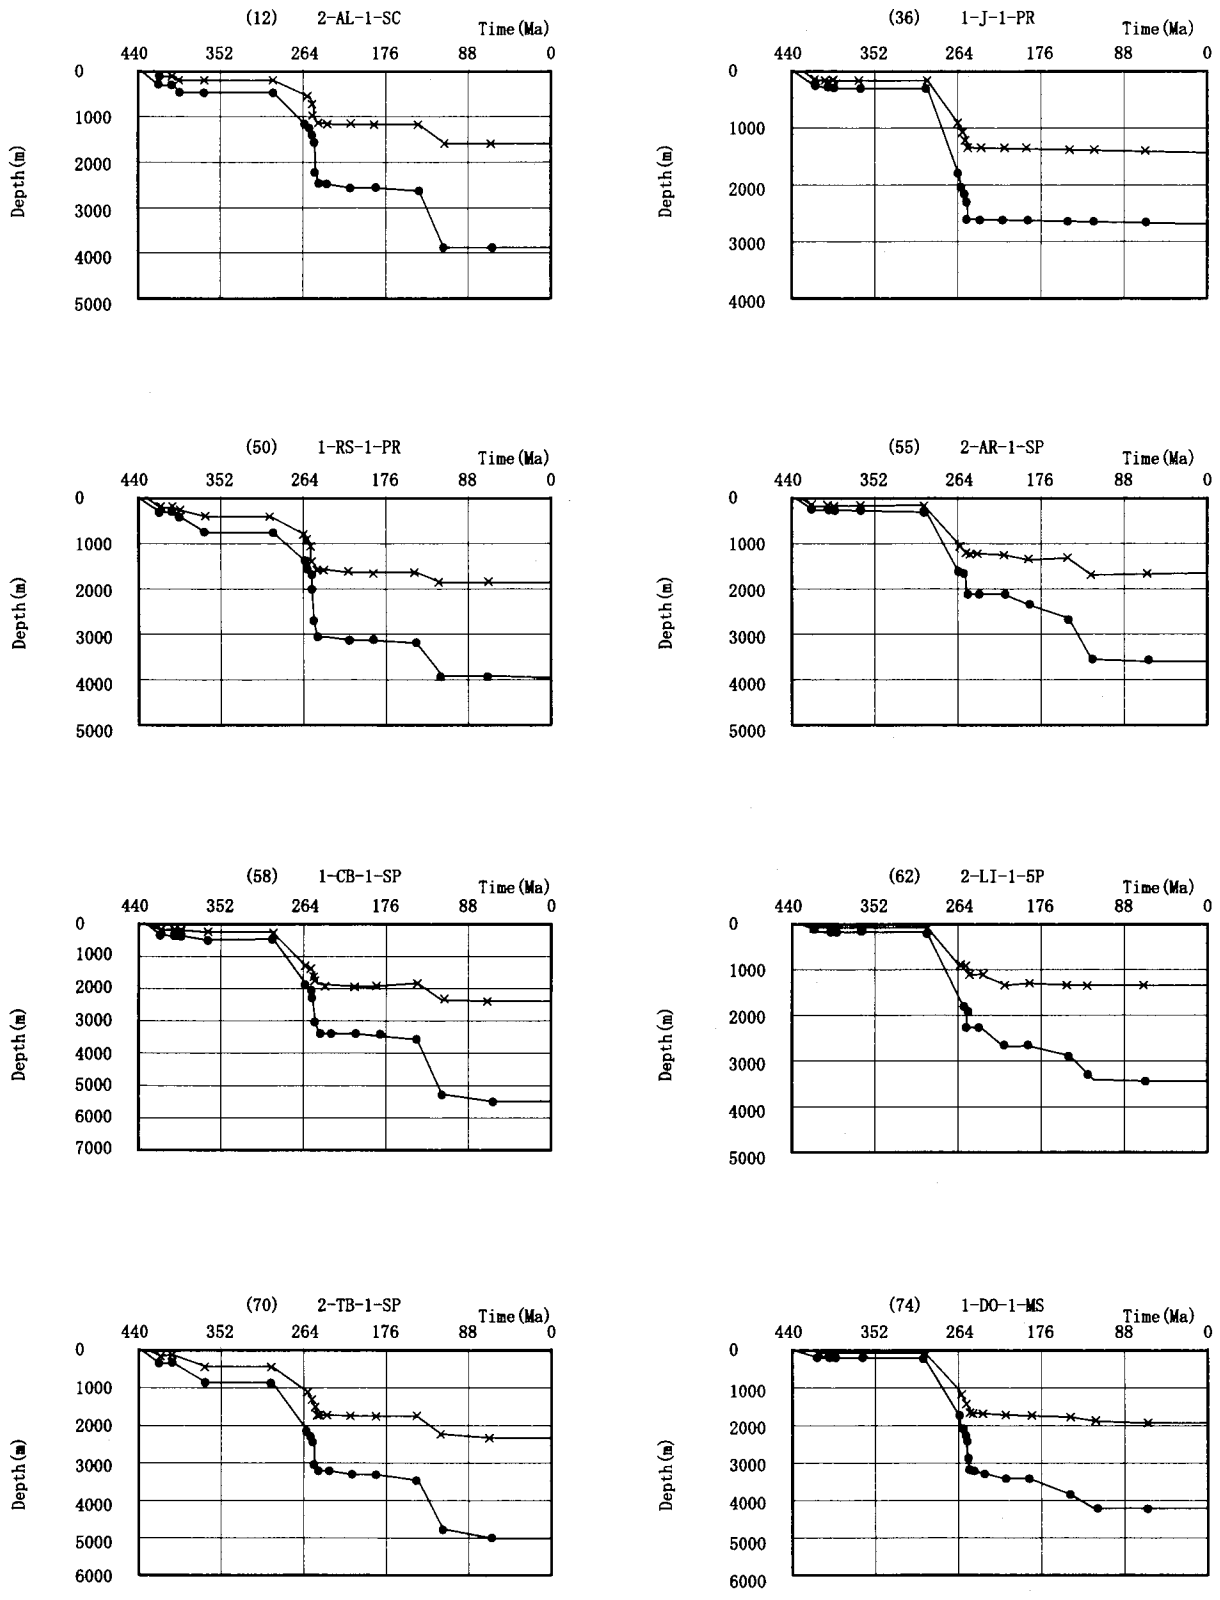 (12) 2-AL-1-SC
Time(Ma)
440 352 264 176 88 0
0
1000
2000
3000
4000
5000
Depth(m)
(36) 1-J-1-PR
Time(Ma)
440 352 264 176 88 0
0
1000
2000
3000
4000
Depth(m)
(50) 1-RS-1-PR
Time(Ma)
440 352 264 176 88 0
0
1000
2000
3000
4000
5000
Depth(m)
(55) 2-AR-1-SP
Time(Ma)
440 352 264 176 88 0
0
1000
2000
3000
4000
5000
Depth(m)
(58) 1-CB-1-SP
Time(Ma)
440 352 264 176 88 0
0
1000
2000
3000
4000
5000
6000
7000
Depth(m)
(62) 2-LI-1-5P
Time(Ma)
440 352 264 176 88 0
0
1000
2000
3000
4000
5000
Depth(m)
(70) 2-TB-1-SP
Time(Ma)
440 352 264 176 88 0
0
1000
2000
3000
4000
5000
6000
Depth(m)
(74) 1-DO-1-MS
Time(Ma)
440 352 264 176 88 0
0
1000
2000
3000
4000
5000
6000
Depth(m)